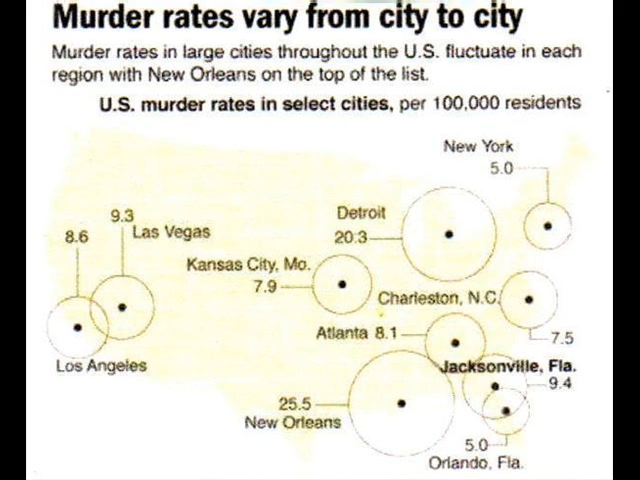 Murder rates vary from city to city
Murder rates in large cities throughout the U.S. fluctuate in each
region with New Orleans on the top of the list.
U.S. murder rates in select cities, per 100,000 residents
New York
5.0
Detroit
20.3
9.3
Las Vegas
8.6
Kansas City, Mo.
7.9
Charleston, N.C.
7.5
Atlanta 8.1
Los Angeles
Jacksonville, Fla.
9.4
25.5
New Orleans
5.0
Orlando, Fla.